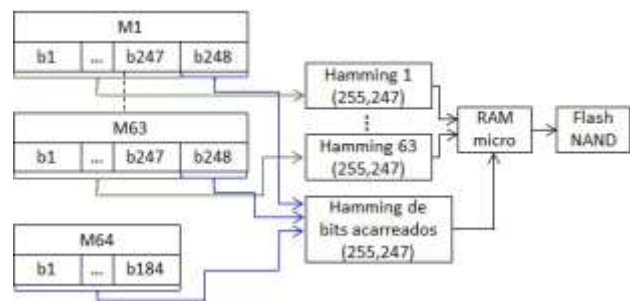 M1
b1 ... b247 b248
M63
b1 ... b247 b248
M64
b1 ... b184
Hamming 1
(255,247)
Hamming 63
(255,247)
Hamming de
bits acarreados
(255,247)
RAM
micro
Flash
NAND